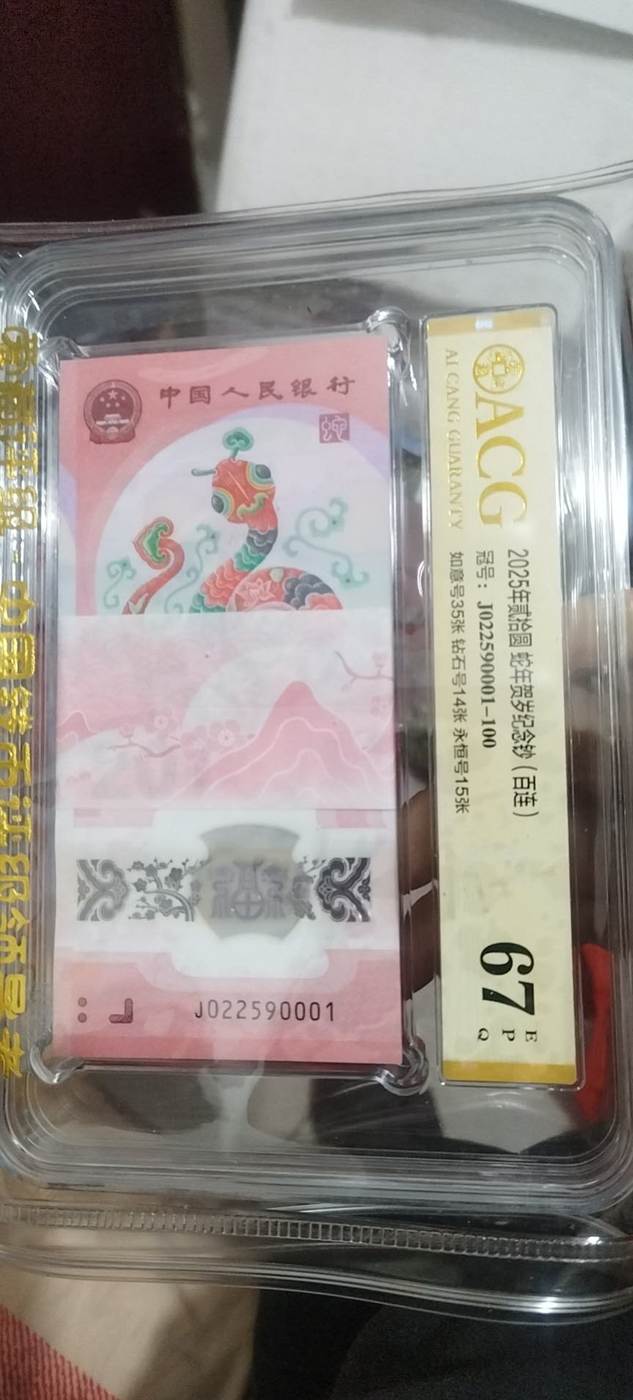 中国人民银行
J022590001
ACG
AI CANG GUARANTY
2025年贰拾圆 蛇年贺岁纪念钞（百连）
冠号：J022590001-100
如意号35张 钻石号14张 永恒号15张
67
E
P
Q